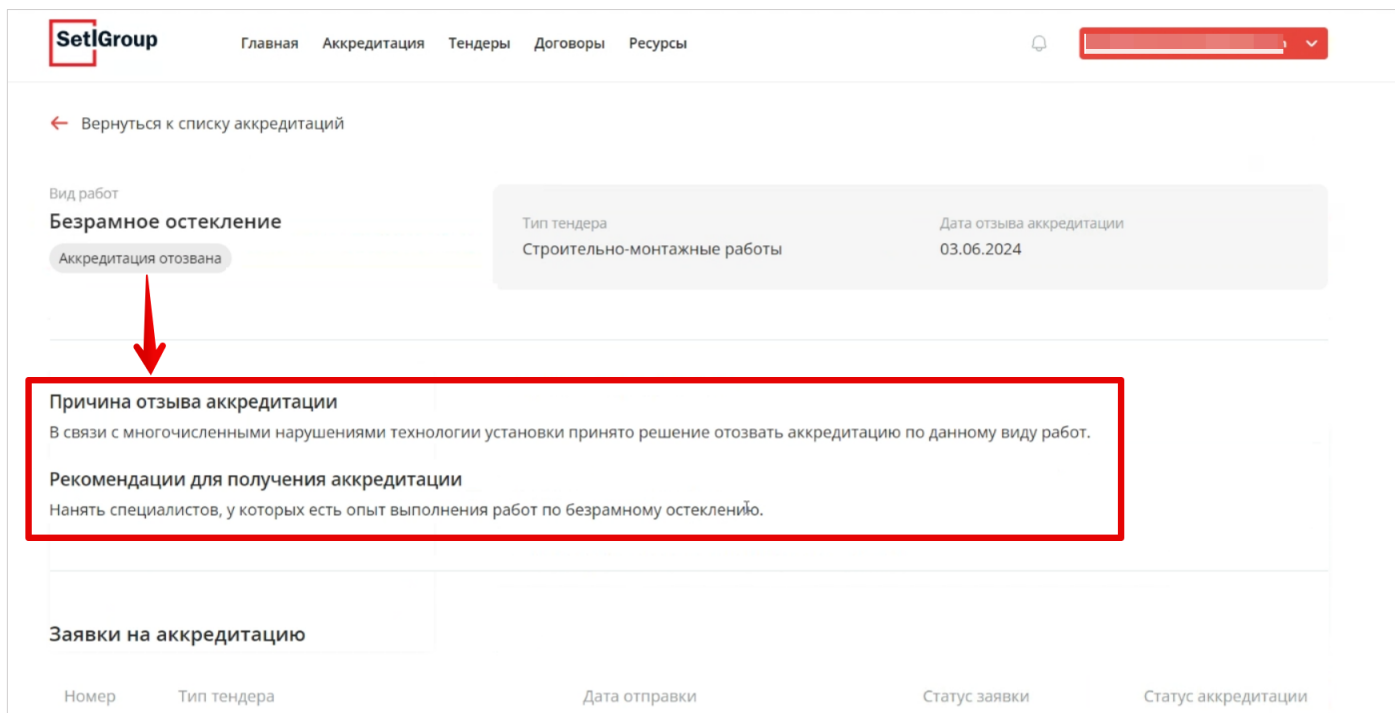 SetlGroup
Главная Аккредитация Тендеры Договоры Ресурсы
Вернуться к списку аккредитаций
Вид работ
Безрамное остекление
Аккредитация отозвана
Тип тендера
Строительно-монтажные работы
Дата отзыва аккредитации
03.06.2024
Причина отзыва аккредитации
В связи с многочисленными нарушениями технологии установки принято решение отозвать аккредитацию по данному виду работ.
Рекомендации для получения аккредитации
Нанять специалистов, у которых есть опыт выполнения работ по безрамному остеклению.
Заявки на аккредитацию
Номер Тип тендера Дата отправки Статус заявки Статус аккредитации